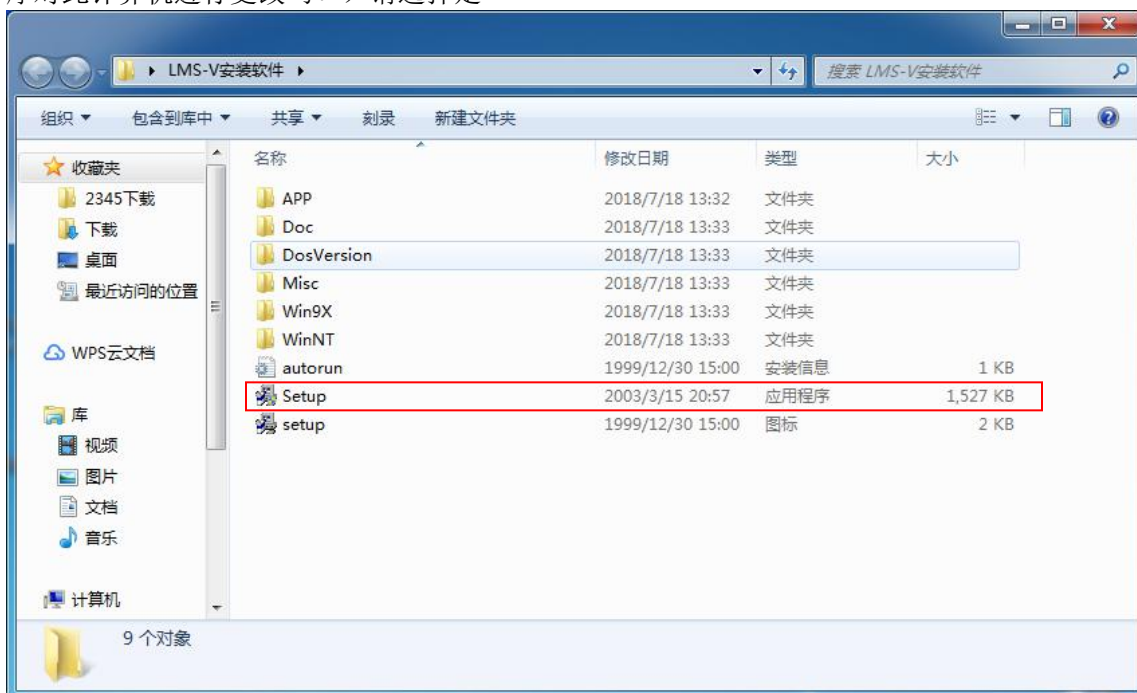 LMS-V安装软件
搜索 LMS-V安装软件
组织 包含到库中 共享 刻录 新建文件夹
收藏夹
2345下载
下载
桌面
最近访问的位置
WPS云文档
库
视频
图片
文档
音乐
计算机
名称 修改日期 类型 大小
APP 2018/7/18 13:32 文件夹
Doc 2018/7/18 13:33 文件夹
DosVersion 2018/7/18 13:33 文件夹
Misc 2018/7/18 13:33 文件夹
Win9X 2018/7/18 13:33 文件夹
WinNT 2018/7/18 13:33 文件夹
autorun 1999/12/30 15:00 安装信息 1 KB
Setup 2003/3/15 20:57 应用程序 1,527 KB
setup 1999/12/30 15:00 图标 2 KB
9 个对象